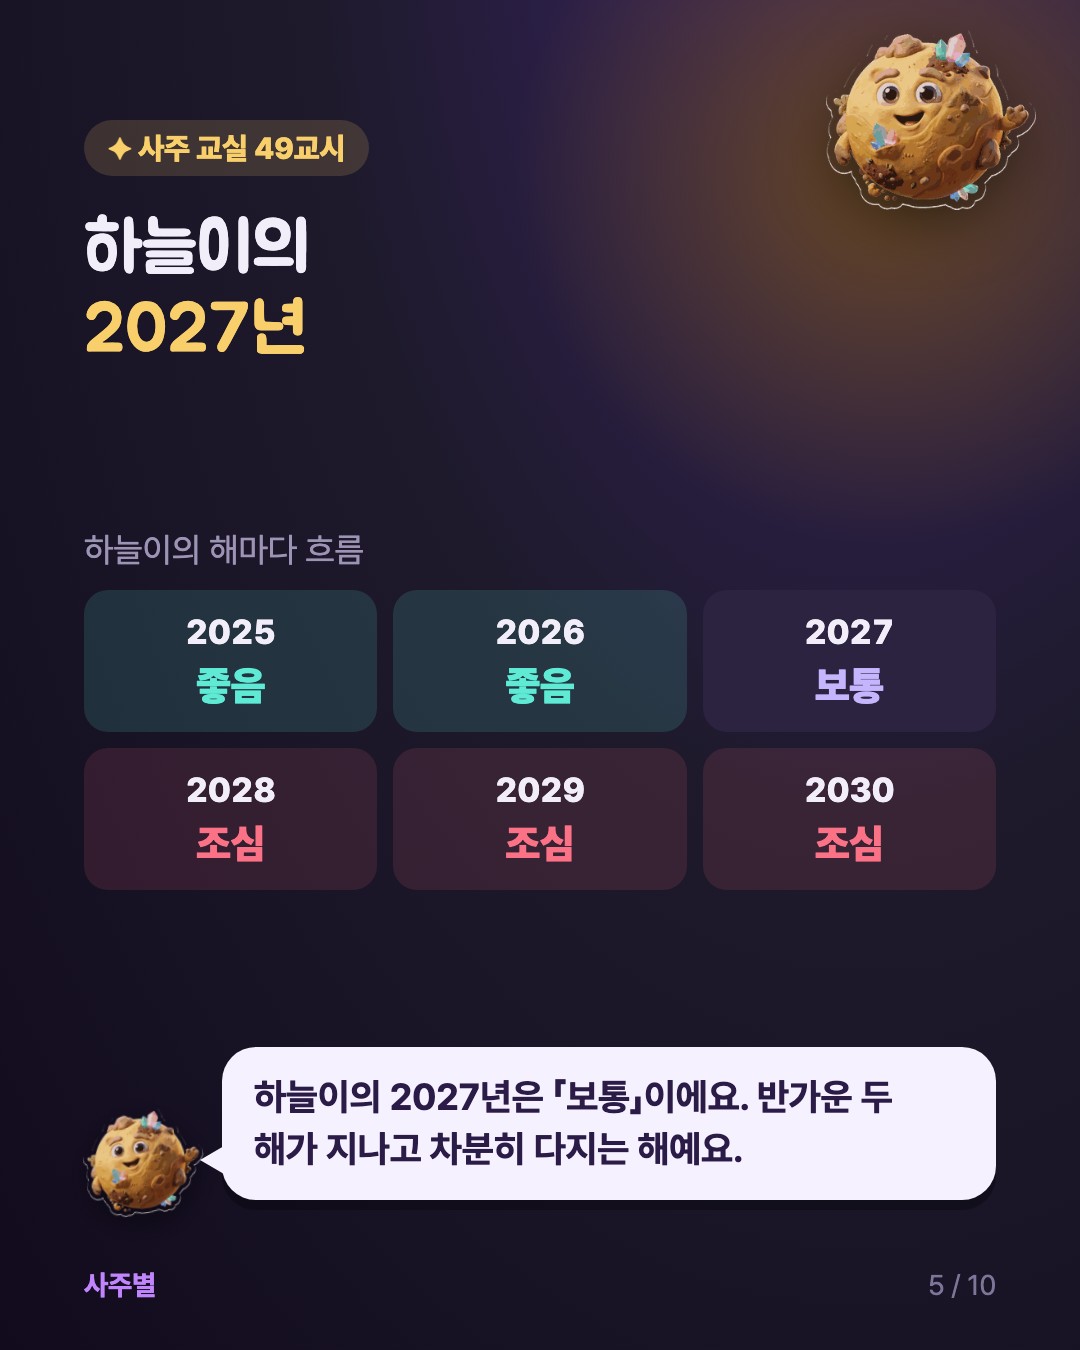 ✦ 사주 교실 49교시
하늘이의
2027년
하늘이의 해마다 흐름
2025
좋음
2026
좋음
2027
보통
2028
조심
2029
조심
2030
조심
하늘이의 2027년은 「보통」이에요. 반가운 두
해가 지나고 차분히 다지는 해예요.
사주별
5 / 10